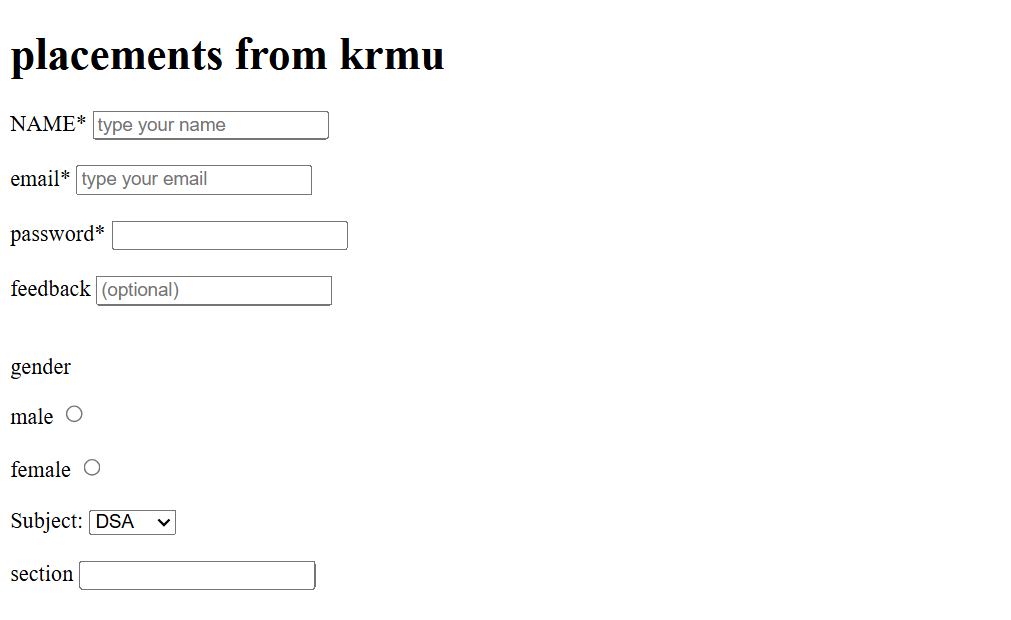 placements from krmu
NAME* type your name
email* type your email
password*
feedback (optional)
gender
male
female
Subject: DSA
section